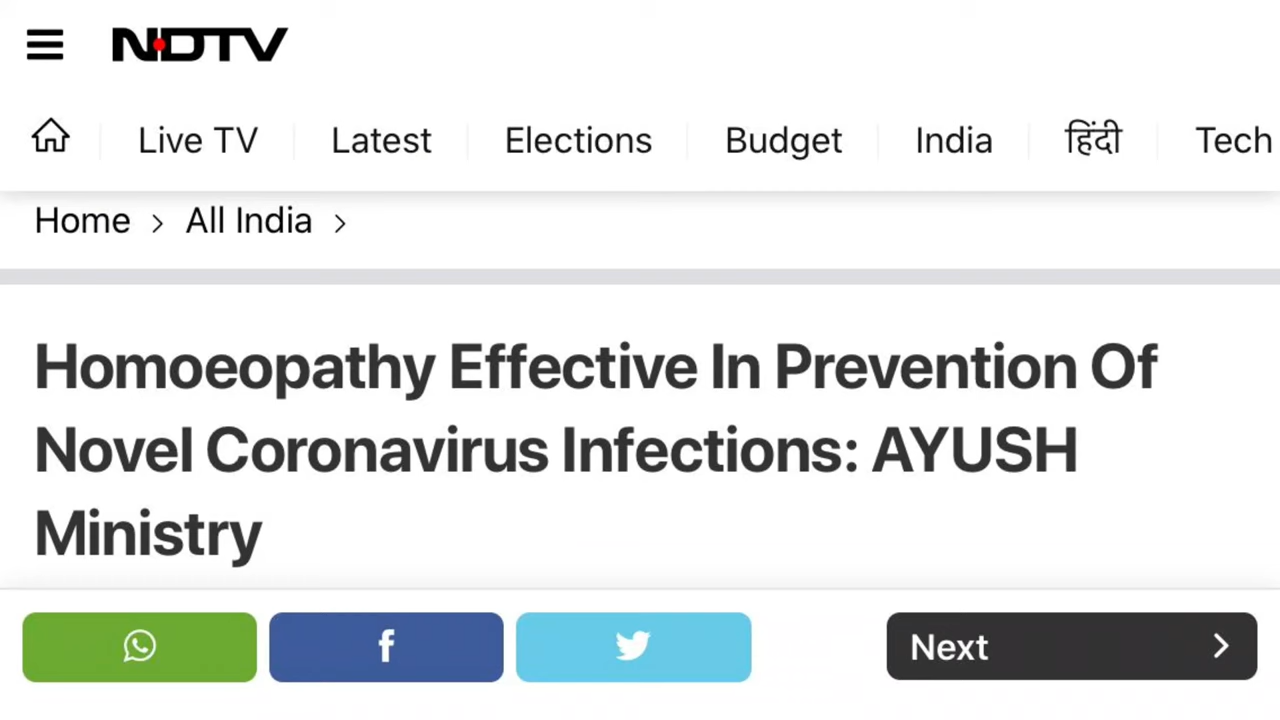 NDTV
Live TV Latest Elections Budget India हिंदी Tech
Home > All India >
Homoeopathy Effective In Prevention Of
Novel Coronavirus Infections: AYUSH
Ministry
Next >